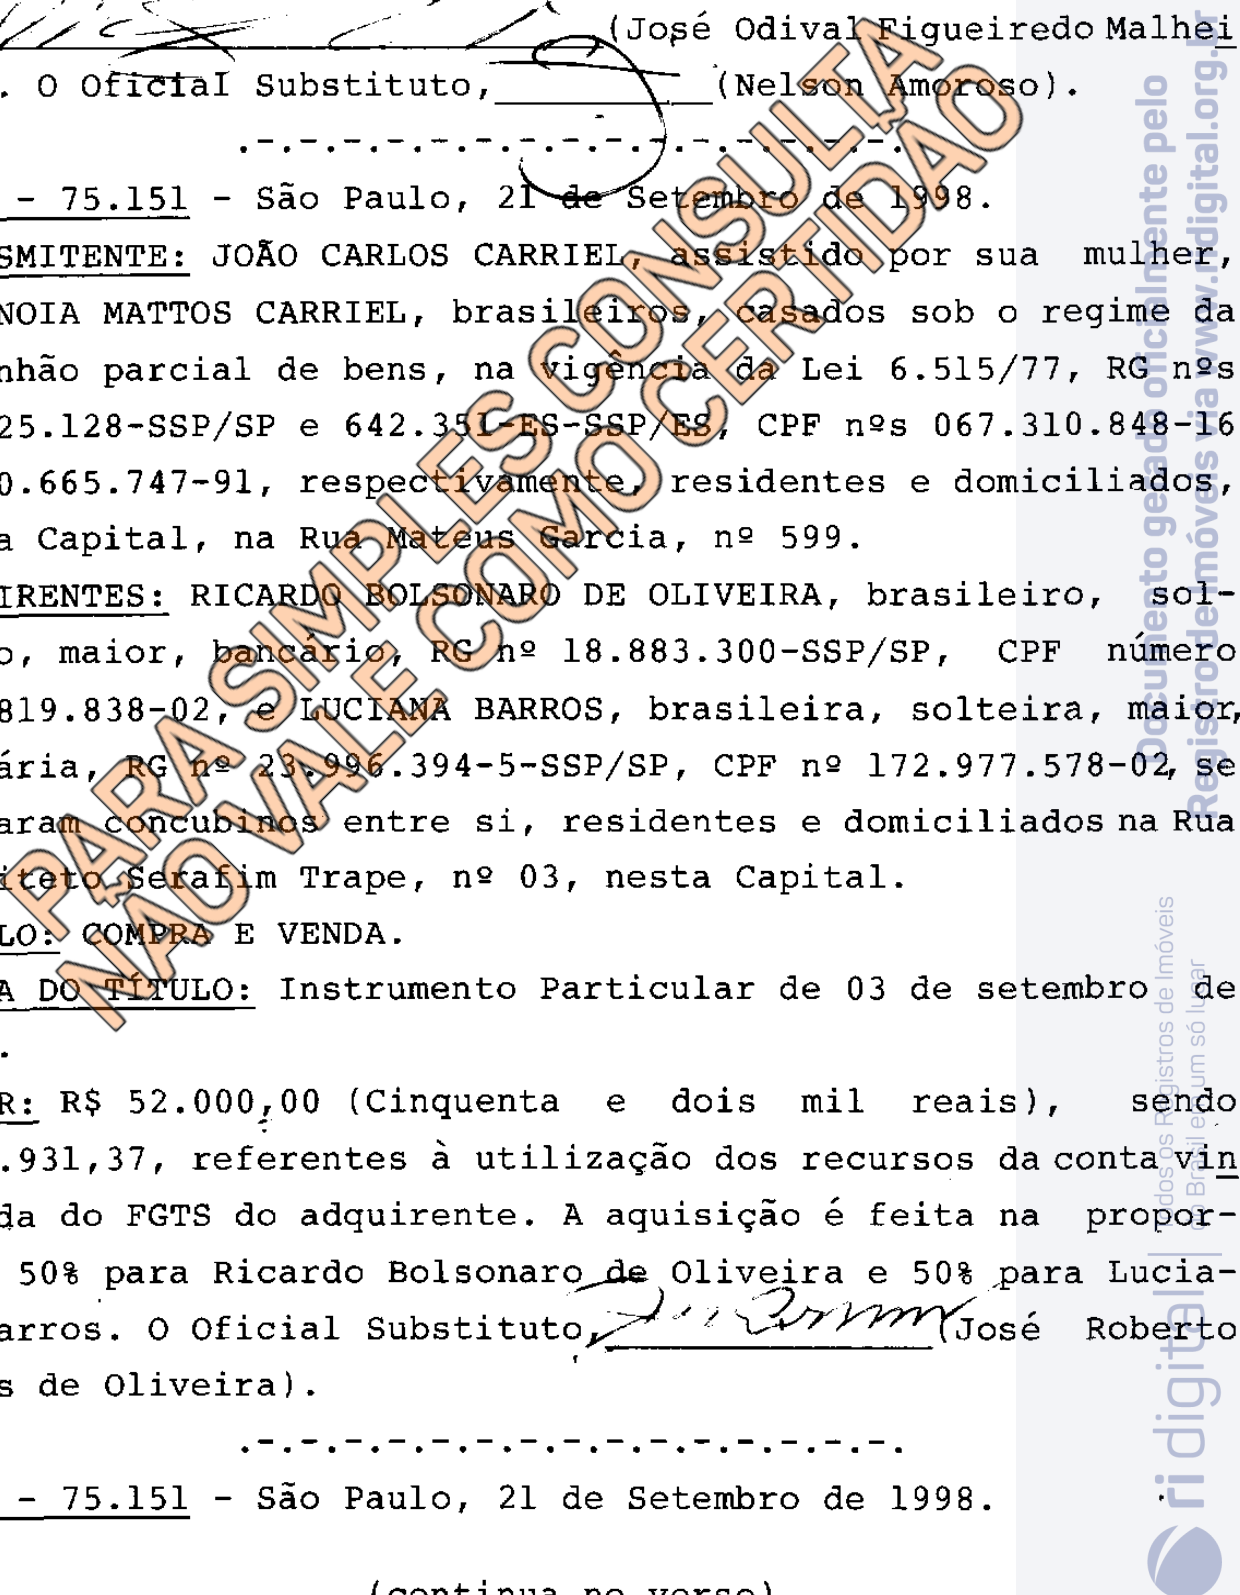 (José Odival Figueiredo Malhei
. O Oficial Substituto, (Nelson Amoroso).
.-.-.-.-.-.-.-.-.-.-.-.-.-.-.-.
- 75.151 - São Paulo, 21 de Setembro de 1998.
SMITENTE: JOÃO CARLOS CARRIEL, assistido por sua mulher,
NOIA MATTOS CARRIEL, brasileiros, casados sob o regime da
nhão parcial de bens, na vigência da Lei 6.515/77, RG nºs
25.128-SSP/SP e 642.351-ES-SSP/ES, CPF nºs 067.310.848-16
0.665.747-91, respectivamente, residentes e domiciliados,
a Capital, na Rua Mateus Garcia, nº 599.
IRENTES: RICARDO BOLSONARO DE OLIVEIRA, brasileiro, sol-
o, maior, bancário, RG nº 18.883.300-SSP/SP, CPF número
819.838-02, e LUCIANA BARROS, brasileira, solteira, maior,
ária, RG nº 23.996.394-5-SSP/SP, CPF nº 172.977.578-02, se
aram concubinos entre si, residentes e domiciliados na Rua
iteto Serafim Trape, nº 03, nesta Capital.
LO: COMPRA E VENDA.
A DO TÍTULO: Instrumento Particular de 03 de setembro de
.
R: R$ 52.000,00 (Cinquenta e dois mil reais), sendo
.931,37, referentes à utilização dos recursos da conta vin
da do FGTS do adquirente. A aquisição é feita na propor-
50% para Ricardo Bolsonaro de Oliveira e 50% para Lucia-
arros. O Oficial Substituto, (José Roberto
s de Oliveira).
.-.-.-.-.-.-.-.-.-.-.-.-.-.-.-.
- 75.151 - São Paulo, 21 de Setembro de 1998.
(continua no verso)
PARA SIMPLES CONSULTA
NÃO VALE COMO CERTIDÃO
Documento gerado oficialmente pelo
Registro de Imóveis via www.ridigital.org.br
Todos os Registros de Imóveis
do Brasil em um só lugar
ri digital